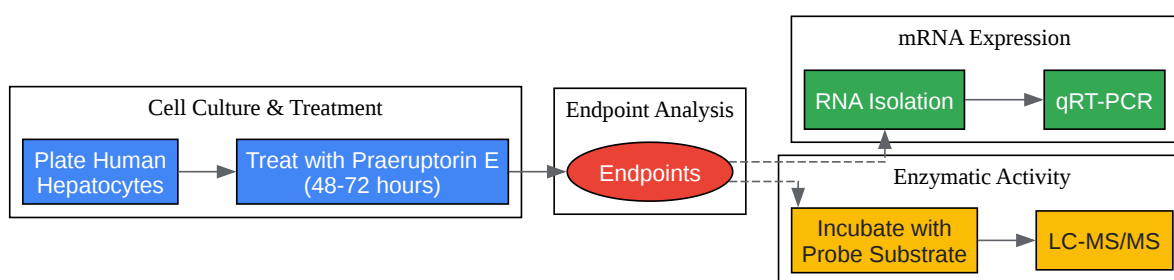 Cell Culture & Treatment
Plate Human
Hepatocytes
Treat with Praeruptorin E
(48-72 hours)
Endpoint Analysis
Endpoints
mRNA Expression
RNA Isolation
qRT-PCR
Enzymatic Activity
Incubate with
Probe Substrate
LC-MS/MS